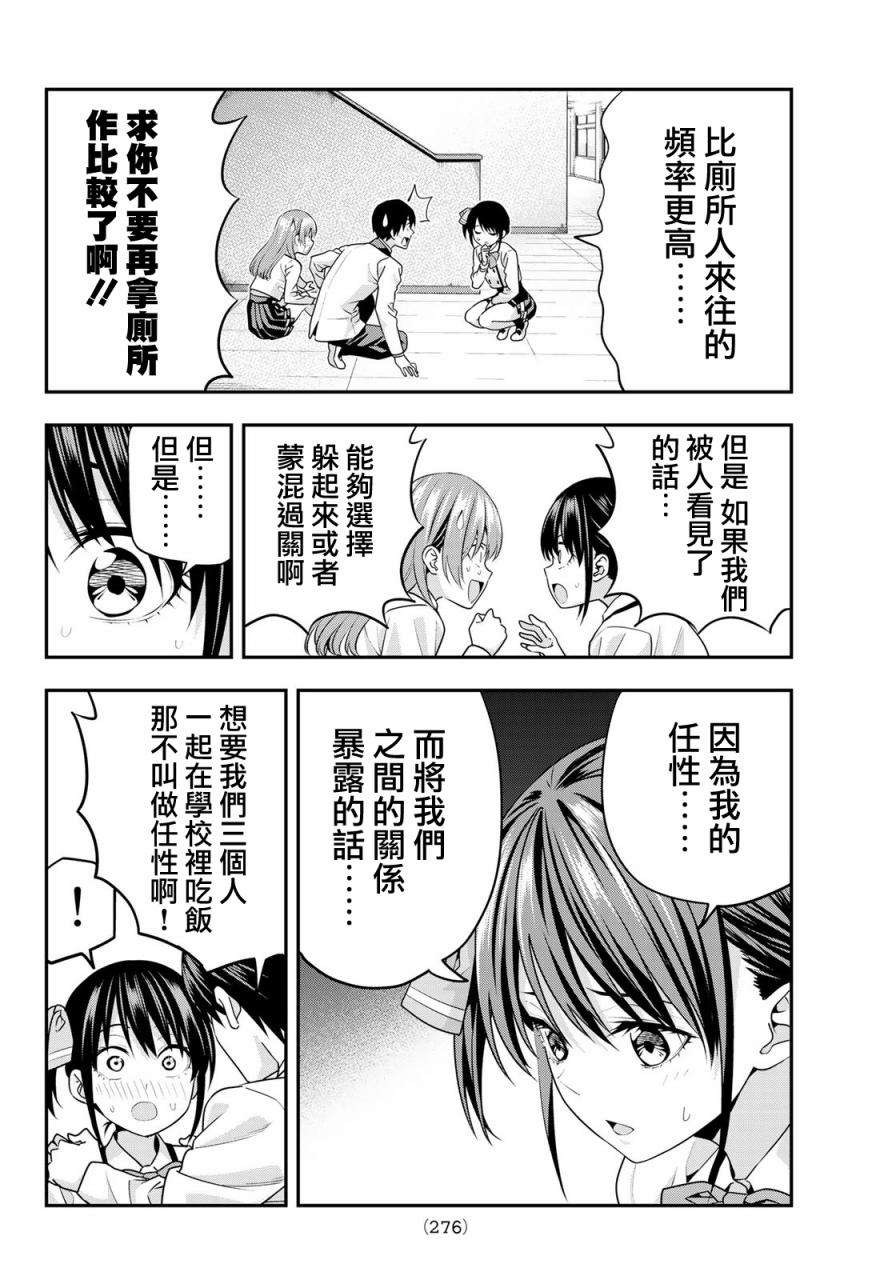 比廁所人來往的
頻率更高……
求你不要再拿廁所
作比較了啊!!
但是 如果我們
被人看見了
的話…
能夠選擇
躲起來或者
蒙混過關啊
但……
但是……
因為我的
任性……
而將我們
之間的關係
暴露的話……
想要我們三個人
一起在學校裡吃飯
那不叫做任性啊！
！
(276)